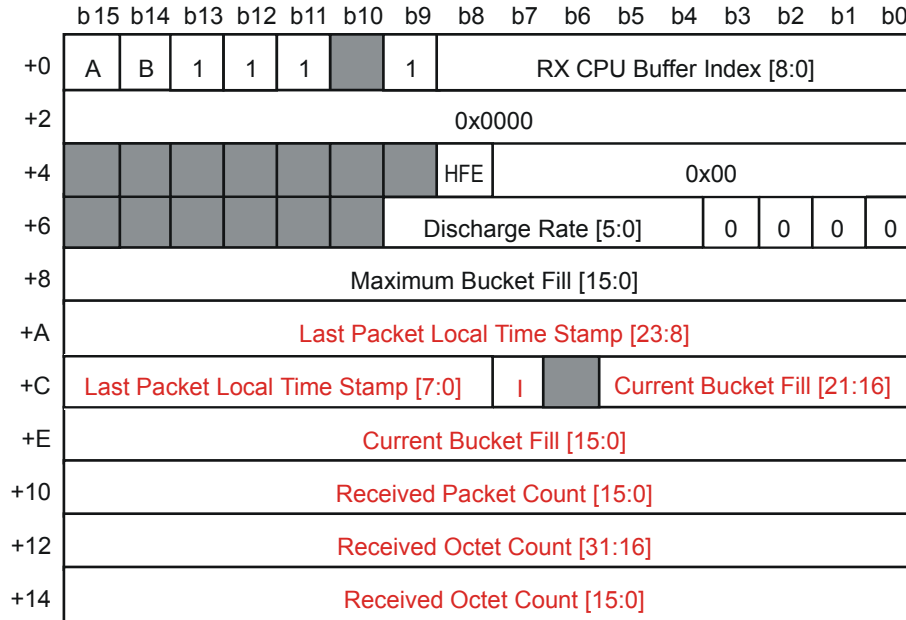 b15 b14 b13 b12 b11 b10 b9 b8 b7 b6 b5 b4 b3 b2 b1 b0
+0 A B 1 1 1 1 RX CPU Buffer Index [8:0]
+2 0x0000
+4 HFE 0x00
+6 Discharge Rate [5:0] 0 0 0 0
+8 Maximum Bucket Fill [15:0]
+A Last Packet Local Time Stamp [23:8]
+C Last Packet Local Time Stamp [7:0] I Current Bucket Fill [21:16]
+E Current Bucket Fill [15:0]
+10 Received Packet Count [15:0]
+12 Received Octet Count [31:16]
+14 Received Octet Count [15:0]